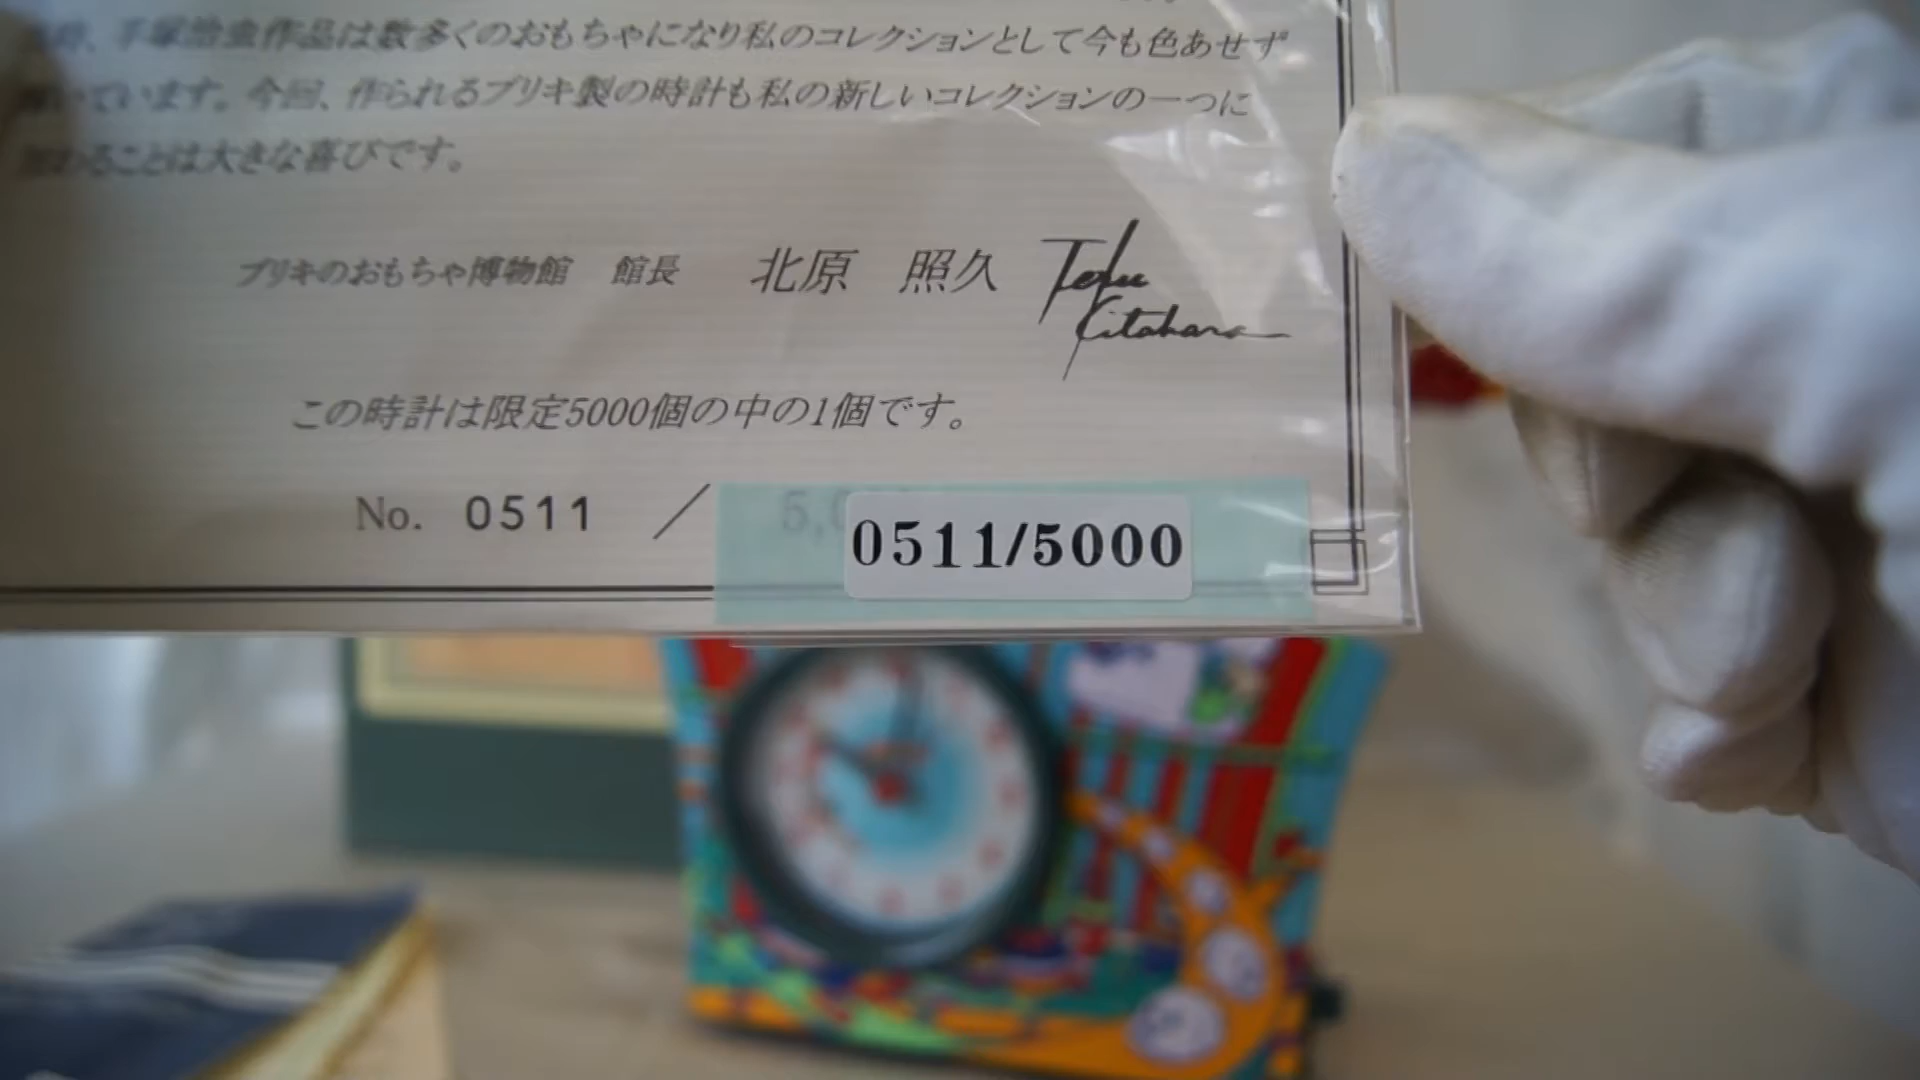 手塚治虫作品は数多くのおもちゃになり私のコレクションとして今も色あせず
ています。今回、作られるブリキ製の時計も私の新しいコレクションの一つに
わることは大きな喜びです。
ブリキのおもちゃ博物館 館長 北原 照久 Teru Kitahara
この時計は限定5000個の中の1個です。
No. 0511 / 5,0
0511/5000